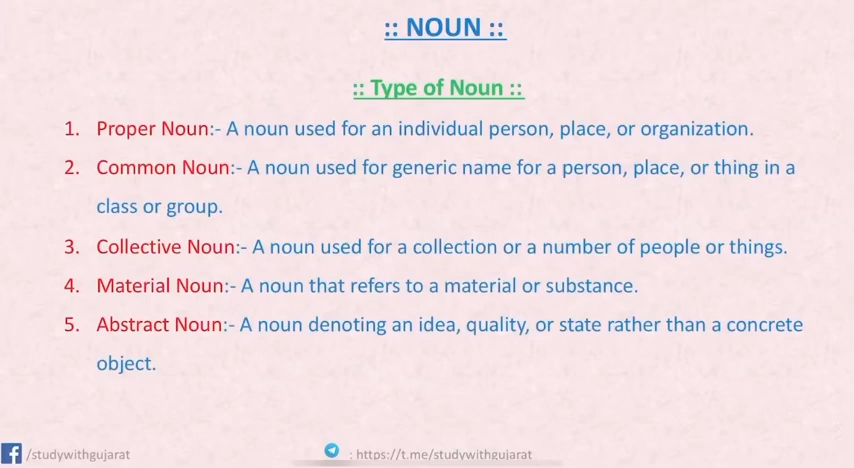 :: NOUN ::
:: Type of Noun ::
1. Proper Noun:- A noun used for an individual person, place, or organization.
2. Common Noun:- A noun used for generic name for a person, place, or thing in a
class or group.
3. Collective Noun:- A noun used for a collection or a number of people or things.
4. Material Noun:- A noun that refers to a material or substance.
5. Abstract Noun:- A noun denoting an idea, quality, or state rather than a concrete
object.
/studywithgujarat
: https://t.me/studywithgujarat